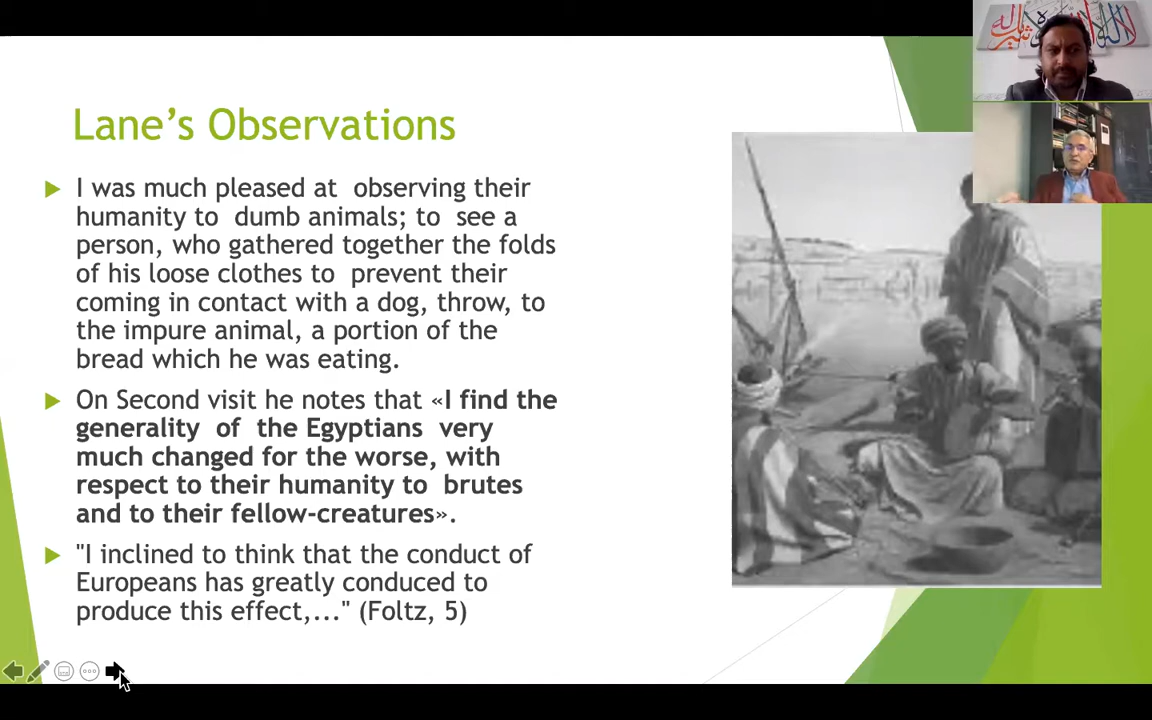 Lane's Observations
I was much pleased at observing their
humanity to dumb animals; to see a
person, who gathered together the folds
of his loose clothes to prevent their
coming in contact with a dog, throw, to
the impure animal, a portion of the
bread which he was eating.
On Second visit he notes that «I find the
generality of the Egyptians very
much changed for the worse, with
respect to their humanity to brutes
and to their fellow-creatures».
"I inclined to think that the conduct of
Europeans has greatly conduced to
produce this effect,..." (Foltz, 5)